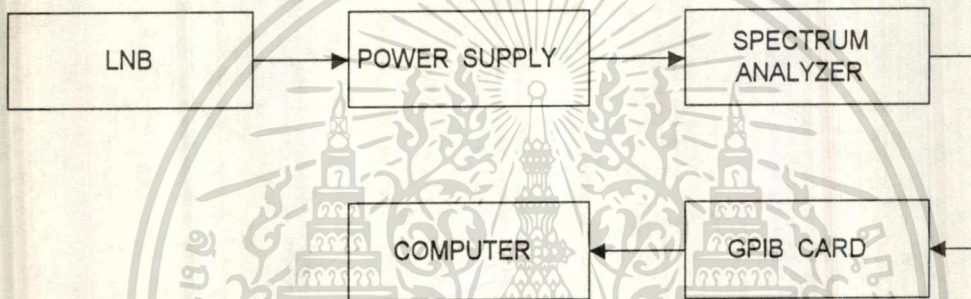 LNB
POWER SUPPLY
SPECTRUM
ANALYZER
COMPUTER
GPIB CARD